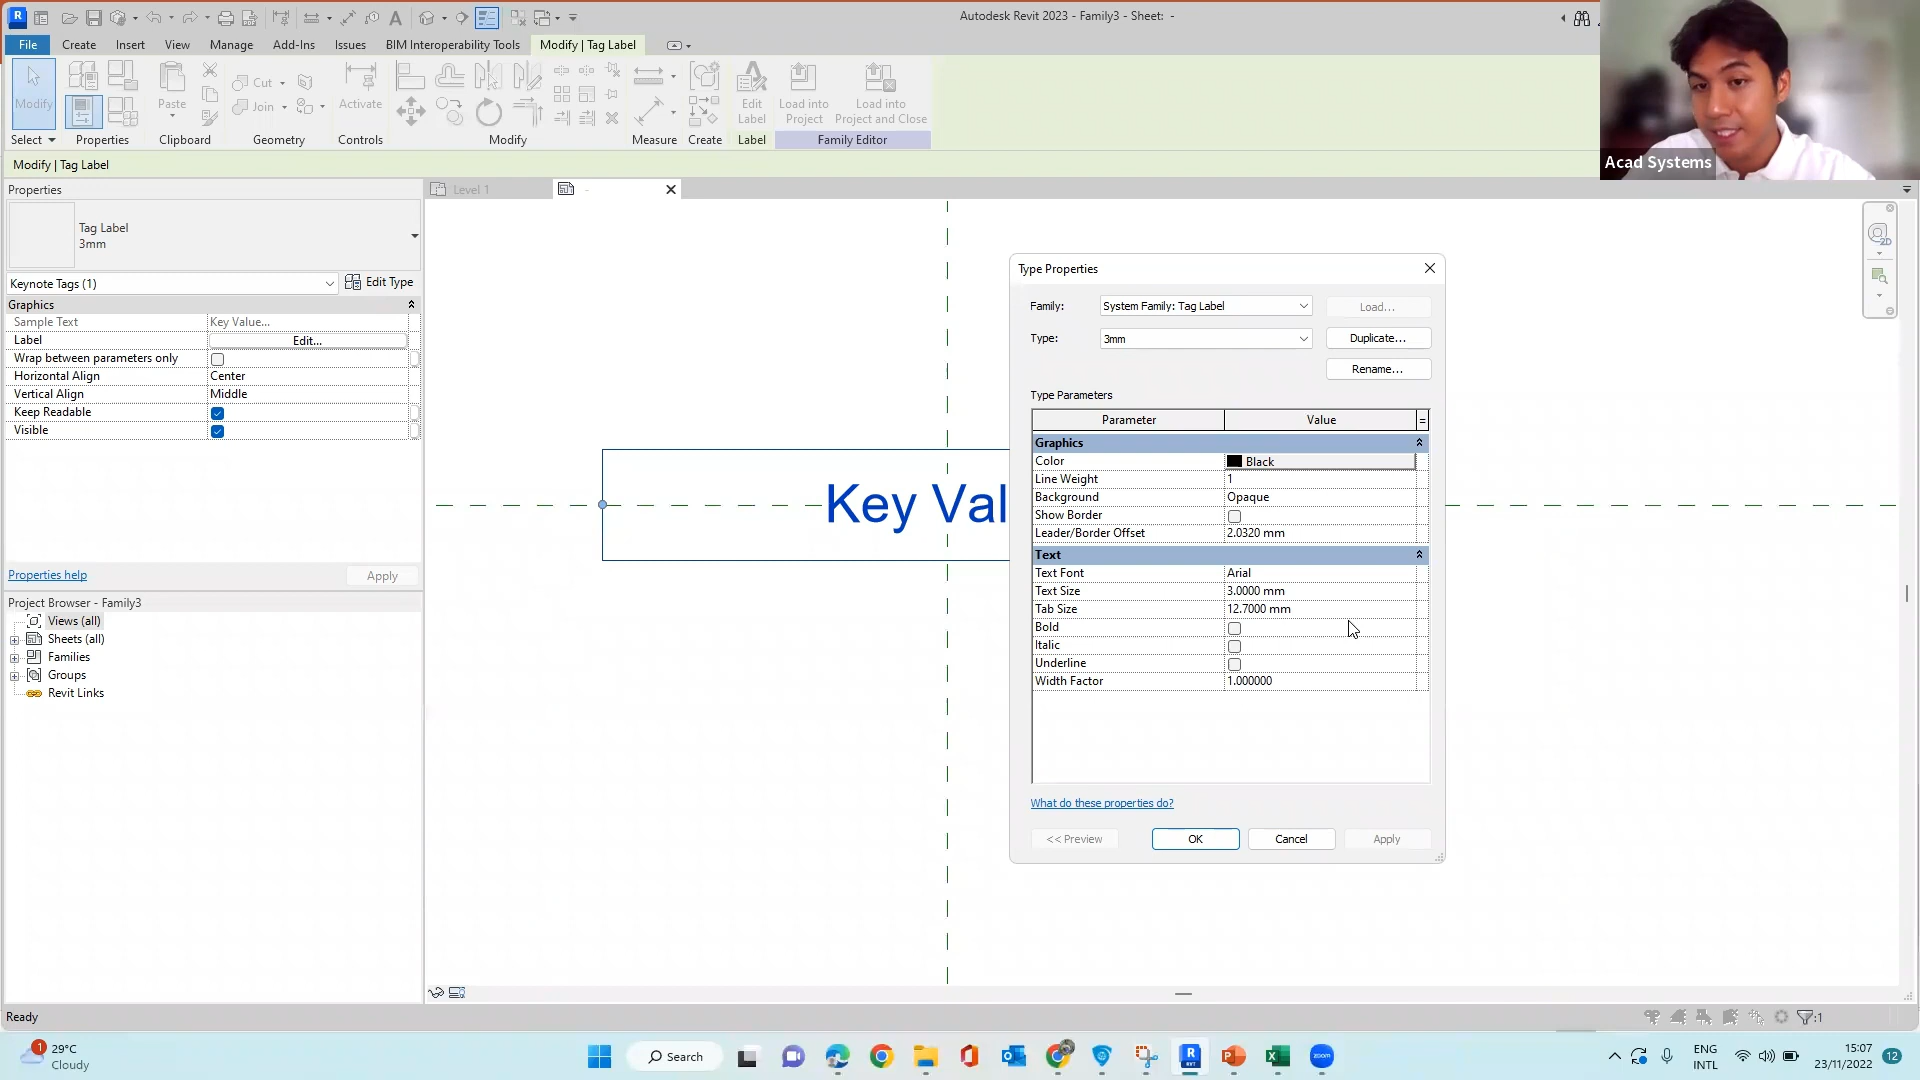 Autodesk Revit 2023 - Family3 - Sheet: -
File Create Insert View Manage Add-Ins Issues BIM Interoperability Tools Modify | Tag Label
Modify Paste Cut Join Activate Edit Label Load into Project Load into Project and Close
Select Properties Clipboard Geometry Controls Modify Measure Create Label Family Editor
Acad Systems
Modify | Tag Label
Properties
Level 1 -
Tag Label
3mm
Keynote Tags (1) Edit Type
Graphics
Sample Text Key Value...
Label Edit...
Wrap between parameters only
Horizontal Align Center
Vertical Align Middle
Keep Readable
Visible
Properties help Apply
Project Browser - Family3
Views (all)
Sheets (all)
Families
Groups
Revit Links
Key Val
2D
Type Properties
Family: System Family: Tag Label Load...
Type: 3mm Duplicate...
Rename...
Type Parameters
Parameter Value =
Graphics
Color Black
Line Weight 1
Background Opaque
Show Border
Leader/Border Offset 2.0320 mm
Text
Text Font Arial
Text Size 3.0000 mm
Tab Size 12.7000 mm
Bold
Italic
Underline
Width Factor 1.000000
What do these properties do?
<< Preview OK Cancel Apply
Ready :1
1 29°C
Cloudy
Search
zoom
ENG
INTL
15:07
23/11/2022
12